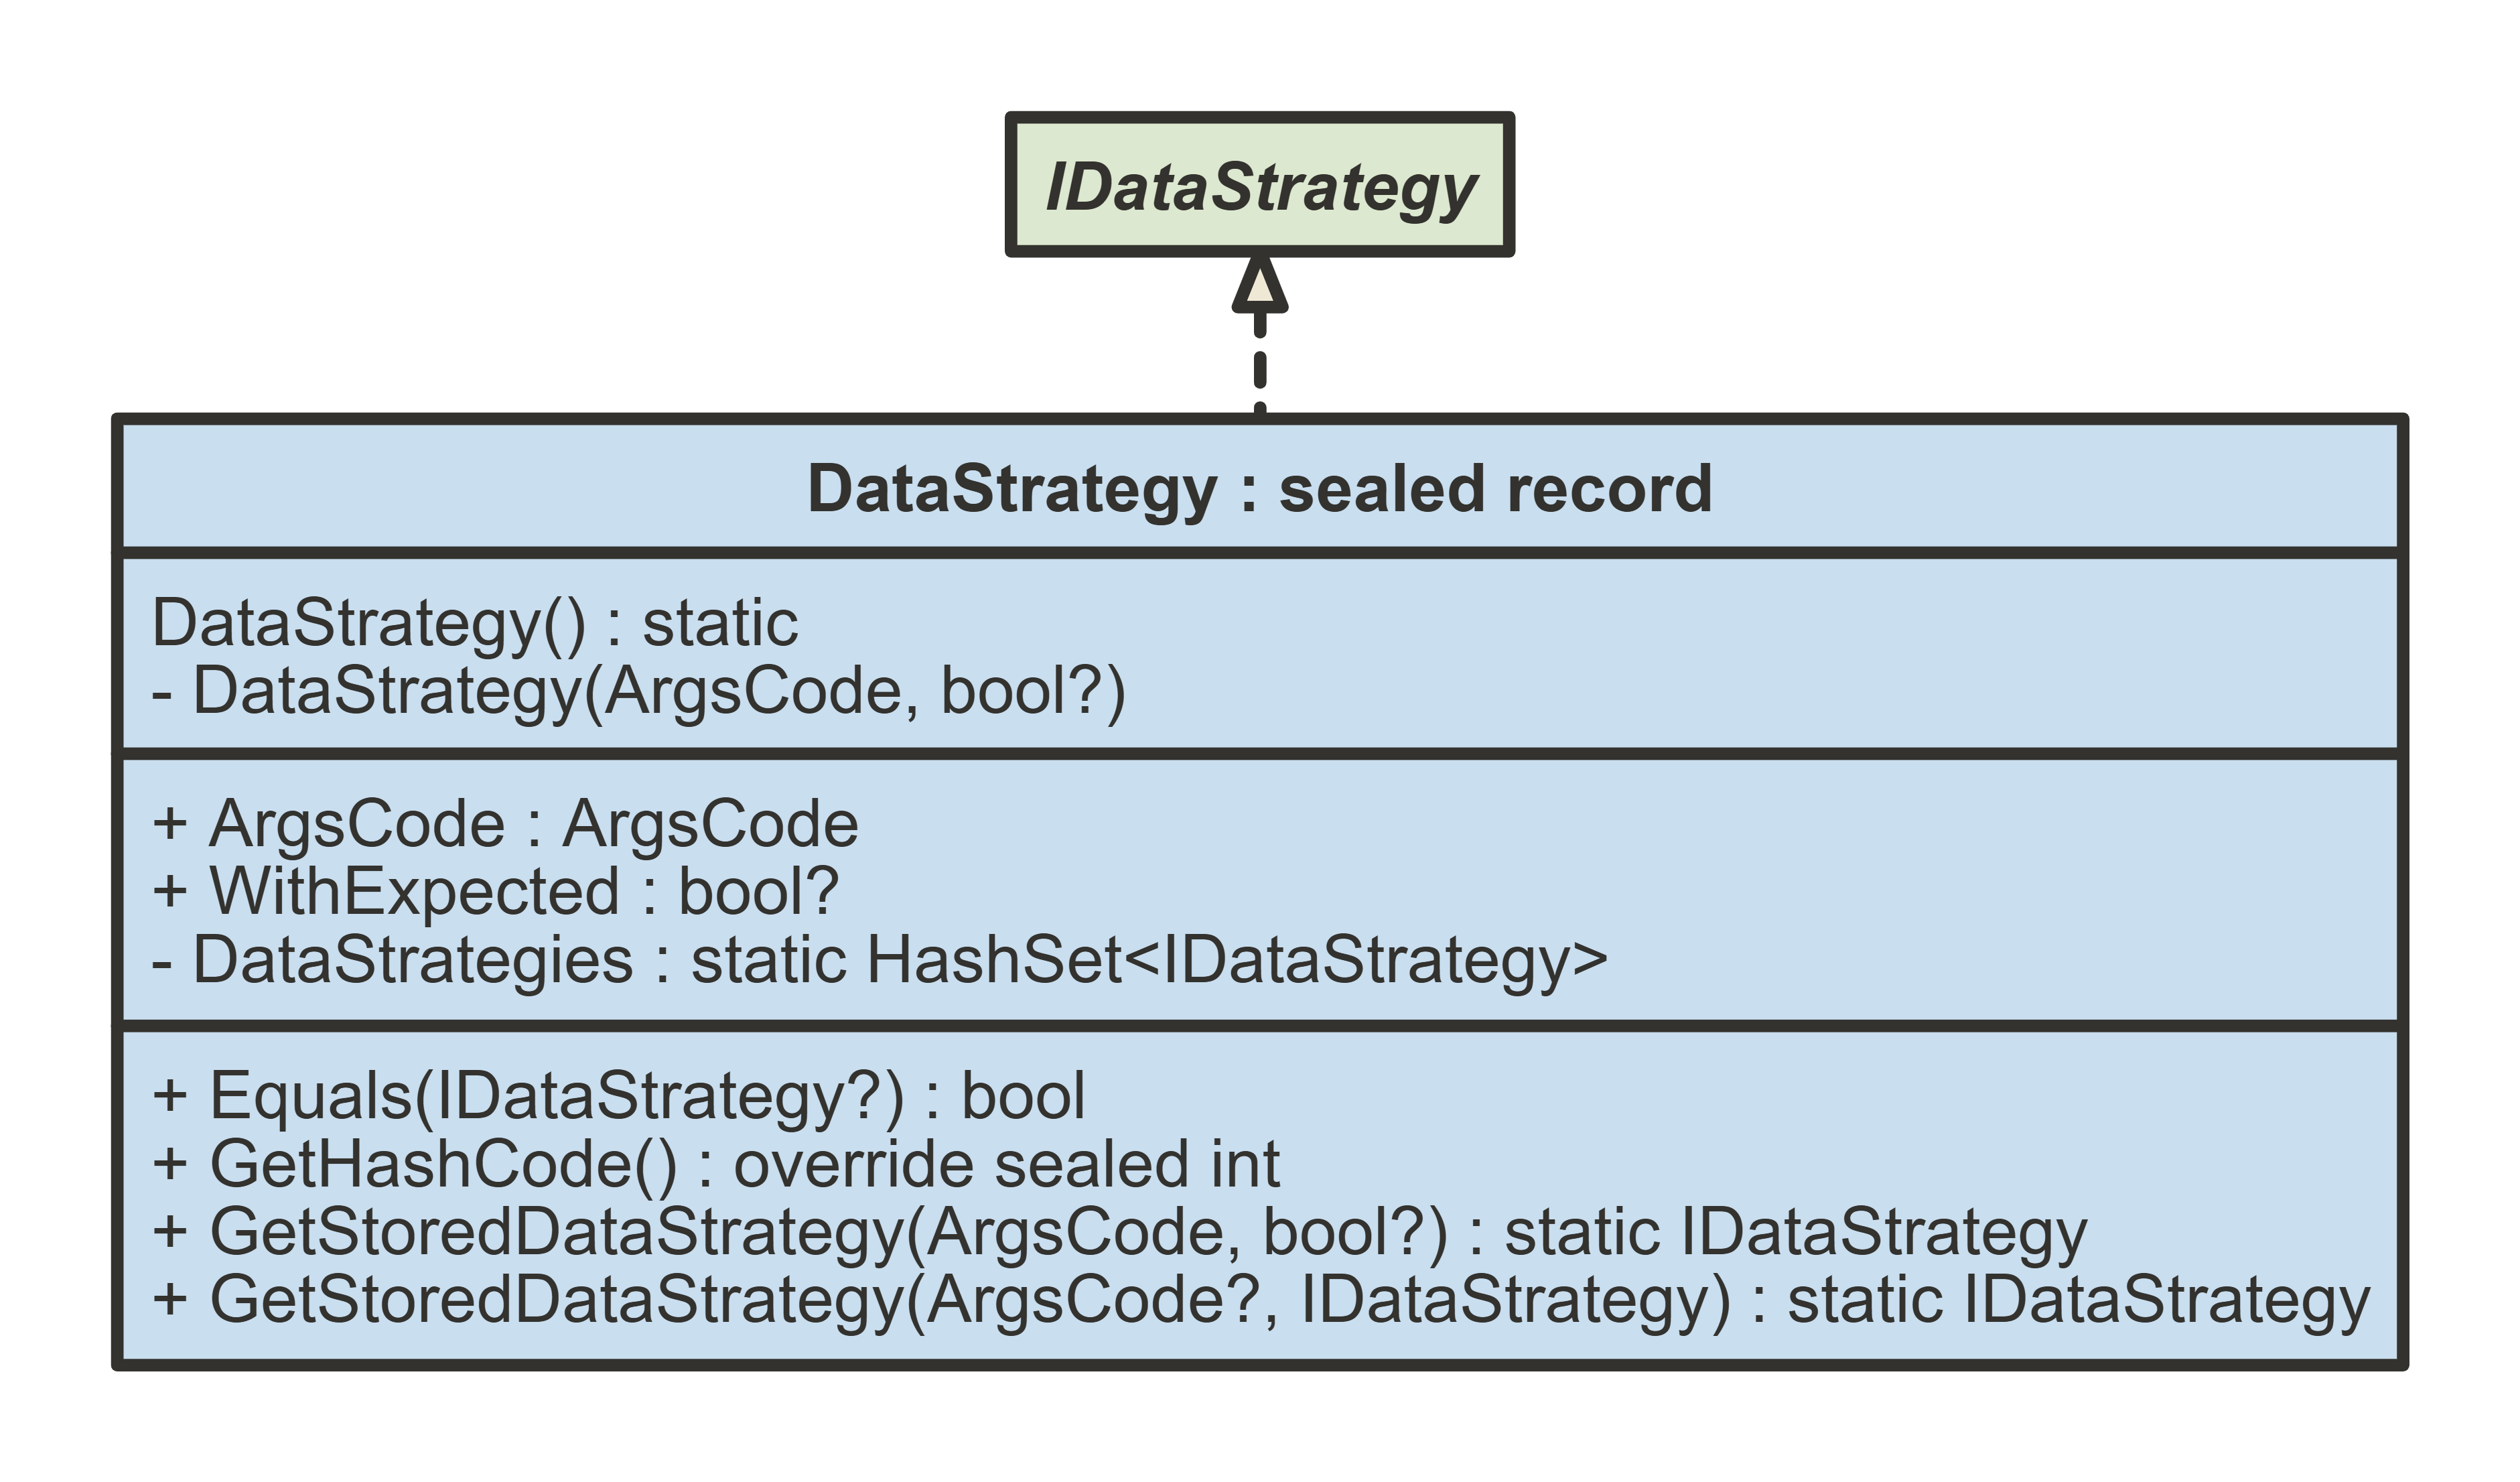 IDataStrategy
DataStrategy : sealed record
DataStrategy() : static
- DataStrategy(ArgsCode, bool?)
+ ArgsCode : ArgsCode
+ WithExpected : bool?
- DataStrategies : static HashSet<IDataStrategy>
+ Equals(IDataStrategy?) : bool
+ GetHashCode() : override sealed int
+ GetStoredDataStrategy(ArgsCode, bool?) : static IDataStrategy
+ GetStoredDataStrategy(ArgsCode?, IDataStrategy) : static IDataStrategy